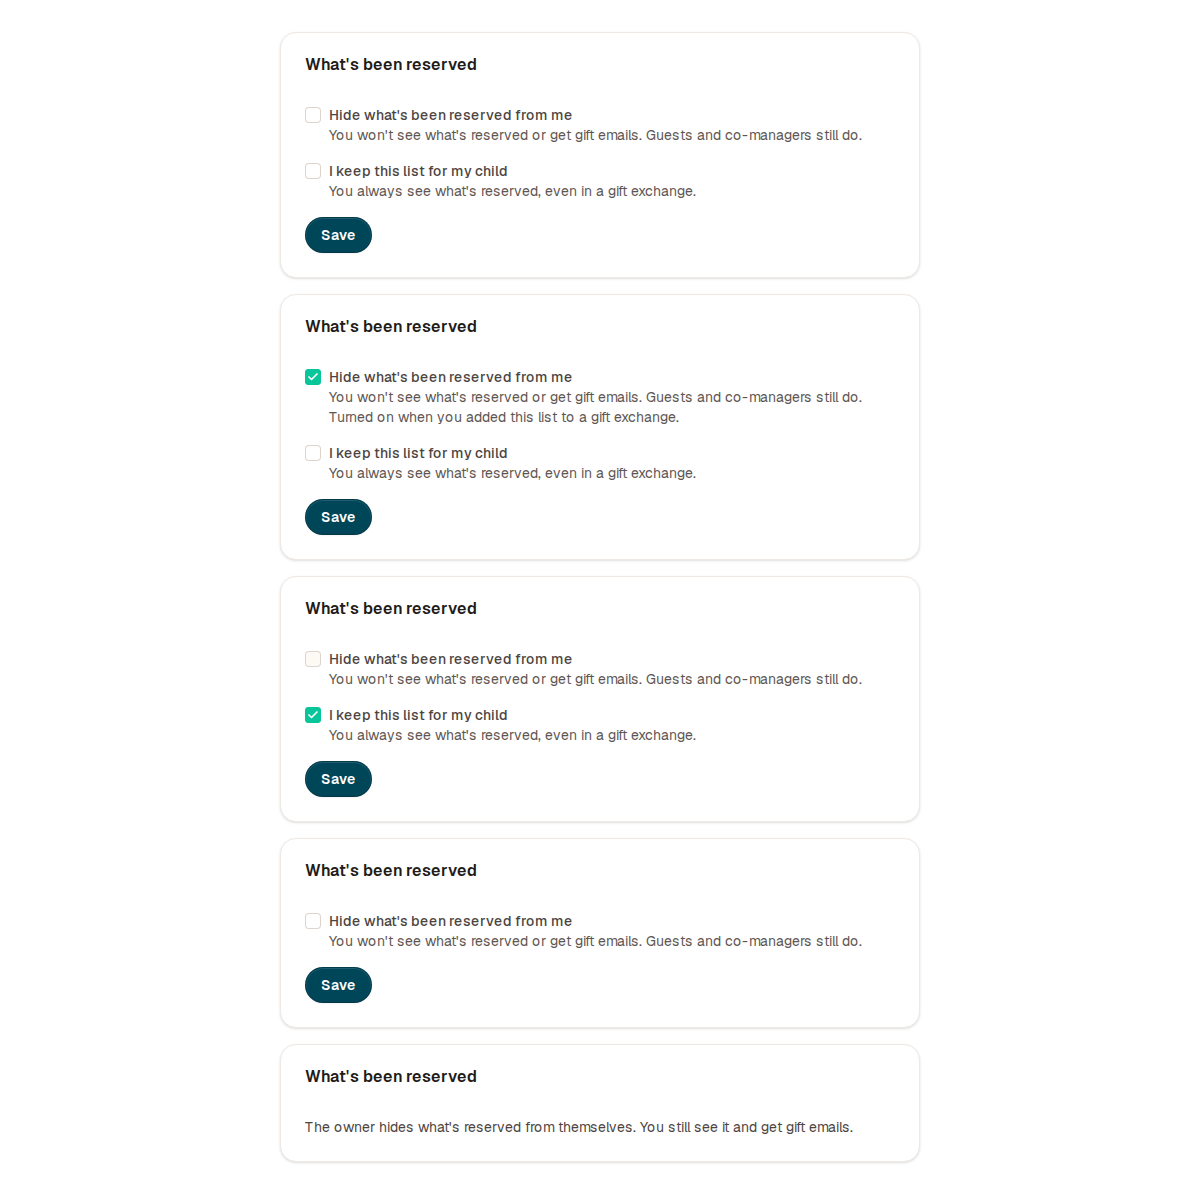 What's been reserved
Hide what's been reserved from me
You won't see what's reserved or get gift emails. Guests and co-managers still do.
I keep this list for my child
You always see what's reserved, even in a gift exchange.
Save
What's been reserved
Hide what's been reserved from me
You won't see what's reserved or get gift emails. Guests and co-managers still do.
Turned on when you added this list to a gift exchange.
I keep this list for my child
You always see what's reserved, even in a gift exchange.
Save
What's been reserved
Hide what's been reserved from me
You won't see what's reserved or get gift emails. Guests and co-managers still do.
I keep this list for my child
You always see what's reserved, even in a gift exchange.
Save
What's been reserved
Hide what's been reserved from me
You won't see what's reserved or get gift emails. Guests and co-managers still do.
Save
What's been reserved
The owner hides what's reserved from themselves. You still see it and get gift emails.